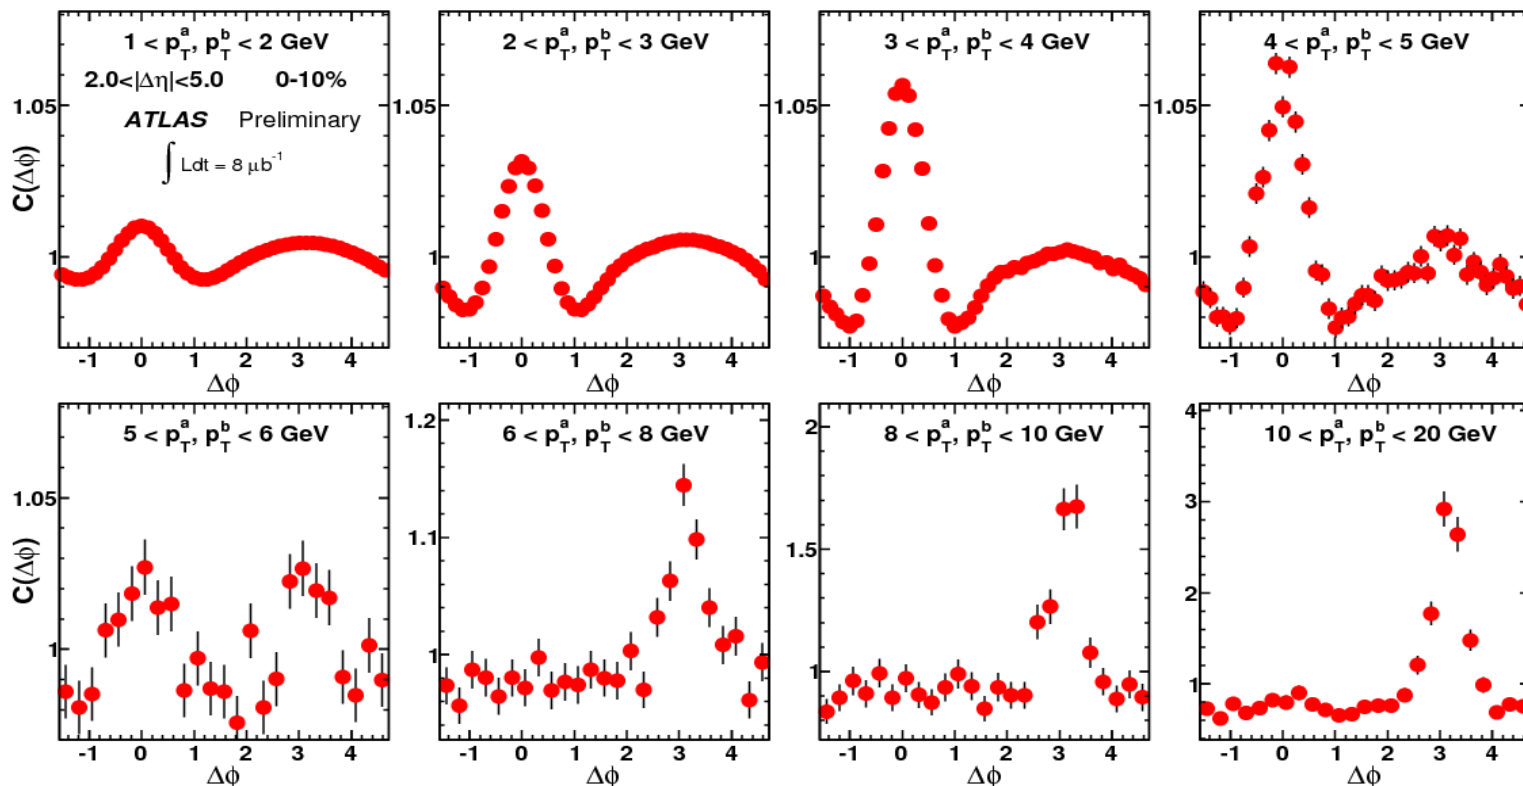 1 < p_T^a, p_T^b < 2 GeV
2.0<|Δη|<5.0 0-10%
ATLAS Preliminary
∫ Ldt = 8 μb⁻¹
C(Δφ)
1.05
1
-1 0 1 2 3 4
Δφ
2 < p_T^a, p_T^b < 3 GeV
1.05
1
-1 0 1 2 3 4
Δφ
3 < p_T^a, p_T^b < 4 GeV
1.05
1
-1 0 1 2 3 4
Δφ
4 < p_T^a, p_T^b < 5 GeV
1.05
1
-1 0 1 2 3 4
Δφ
5 < p_T^a, p_T^b < 6 GeV
C(Δφ)
1.05
1
-1 0 1 2 3 4
Δφ
6 < p_T^a, p_T^b < 8 GeV
1.2
1.1
1
-1 0 1 2 3 4
Δφ
8 < p_T^a, p_T^b < 10 GeV
2
1.5
1
-1 0 1 2 3 4
Δφ
10 < p_T^a, p_T^b < 20 GeV
4
3
2
1
-1 0 1 2 3 4
Δφ